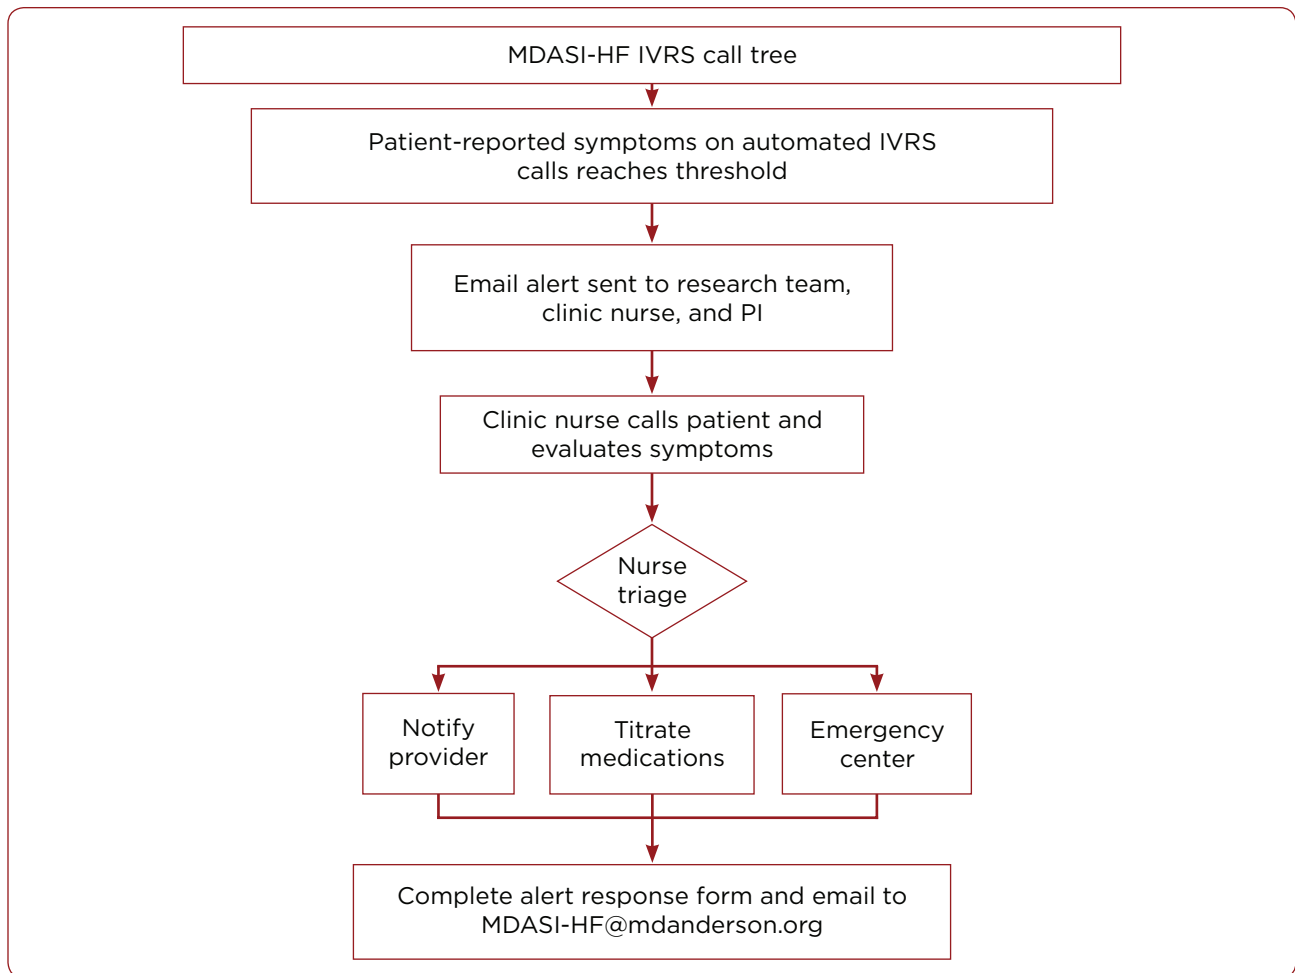 MDASI-HF IVRS call tree
Patient-reported symptoms on automated IVRS
calls reaches threshold
Email alert sent to research team,
clinic nurse, and PI
Clinic nurse calls patient and
evaluates symptoms
Nurse
triage
Notify
provider
Titrate
medications
Emergency
center
Complete alert response form and email to
MDASI-HF@mdanderson.org